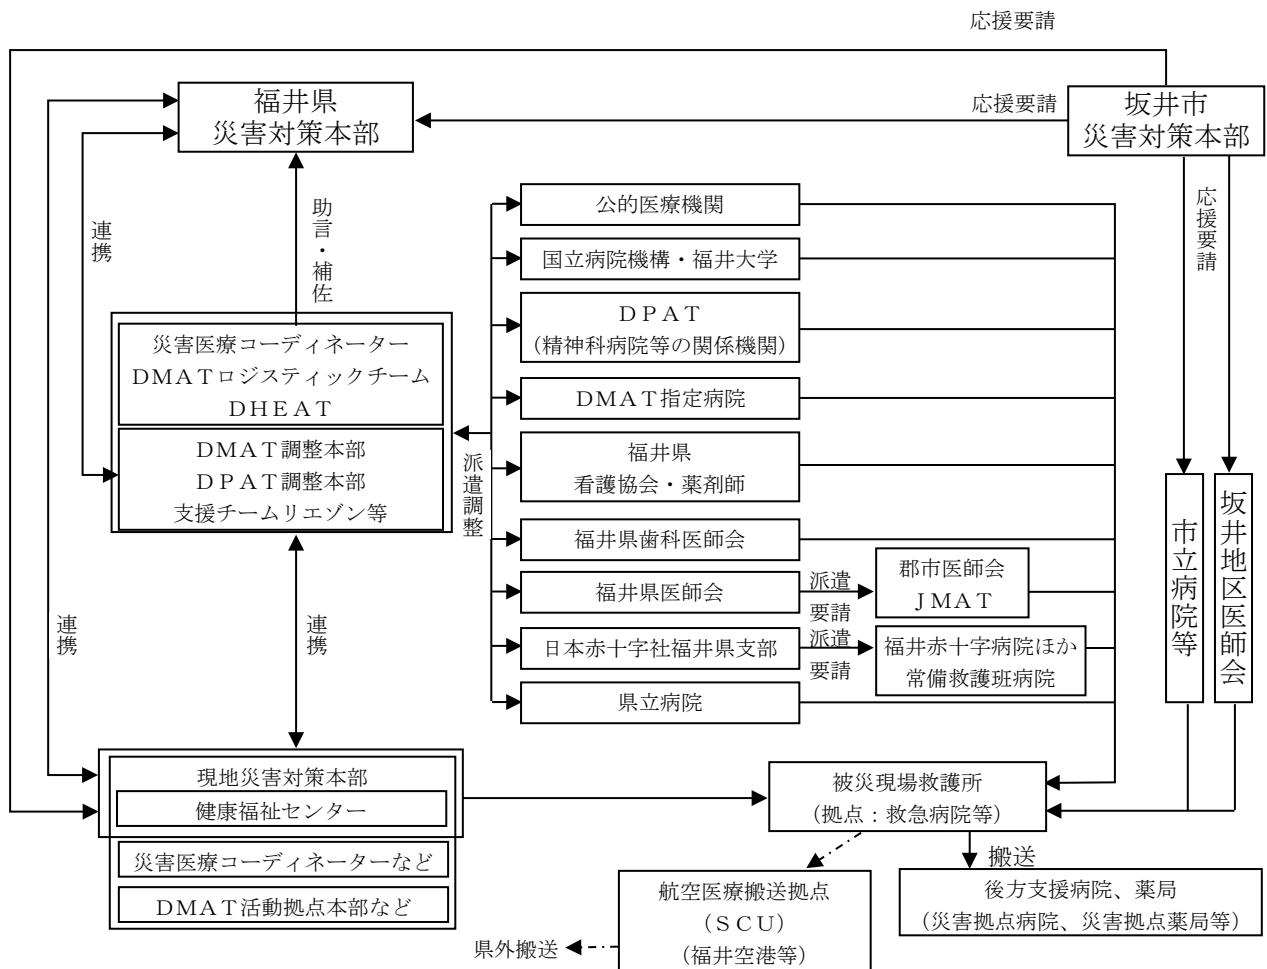 応援要請
福井県
災害対策本部
応援要請
坂井市
災害対策本部
連携
助言・補佐
応援要請
公的医療機関
国立病院機構・福井大学
ＤＰＡＴ
(精神科病院等の関係機関)
ＤＭＡＴ指定病院
福井県
看護協会・薬剤師
福井県歯科医師会
福井県医師会
派遣
要請
郡市医師会
ＪＭＡＴ
日本赤十字社福井県支部
派遣
要請
福井赤十字病院ほか
常備救護班病院
県立病院
災害医療コーディネーター
ＤＭＡＴロジスティックチーム
ＤＨＥＡＴ
ＤＭＡＴ調整本部
ＤＰＡＴ調整本部
支援チームリエゾン等
派遣調整
市立病院等
坂井地区医師会
連携
連携
現地災害対策本部
健康福祉センター
災害医療コーディネーターなど
ＤＭＡＴ活動拠点本部など
被災現場救護所
(拠点：救急病院等)
搬送
後方支援病院、薬局
(災害拠点病院、災害拠点薬局等)
航空医療搬送拠点
（ＳＣＵ）
(福井空港等)
県外搬送